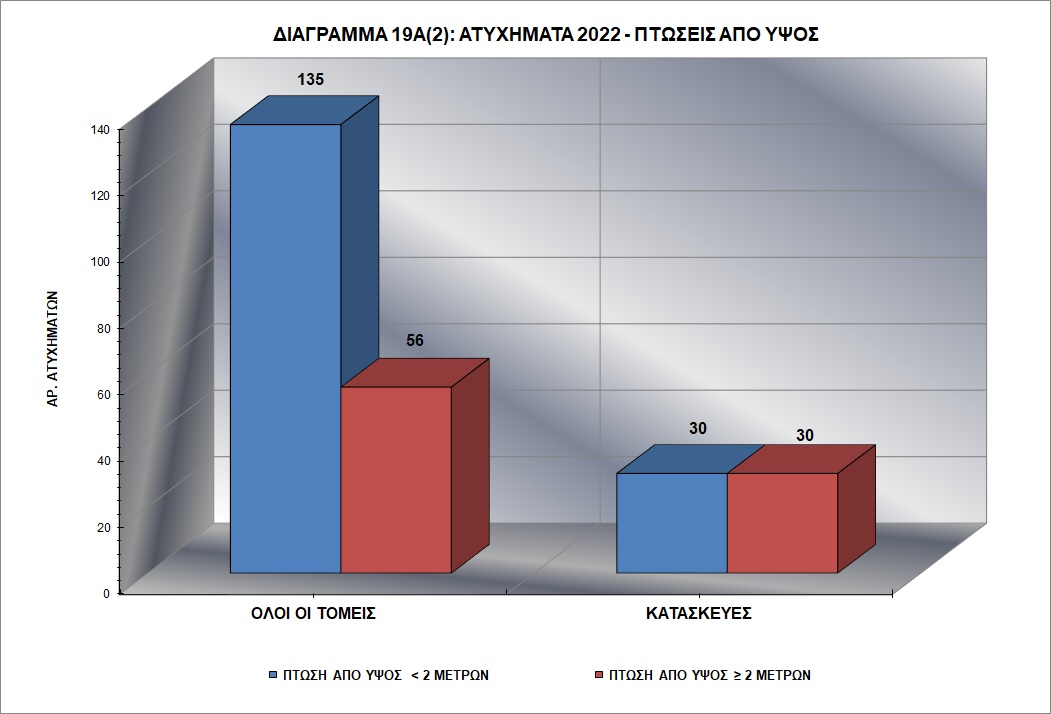 ΔΙΑΓΡΑΜΜΑ 19Α(2): ΑΤΥΧΗΜΑΤΑ 2022 - ΠΤΩΣΕΙΣ ΑΠΟ ΥΨΟΣ
135
140
120
100
80
60
40
20
0
56
30
30
ΑΡ. ΑΤΥΧΗΜΑΤΩΝ
ΟΛΟΙ ΟΙ ΤΟΜΕΙΣ
ΚΑΤΑΣΚΕΥΕΣ
ΠΤΩΣΗ ΑΠΟ ΥΨΟΣ < 2 ΜΕΤΡΩΝ
ΠΤΩΣΗ ΑΠΟ ΥΨΟΣ ≥ 2 ΜΕΤΡΩΝ